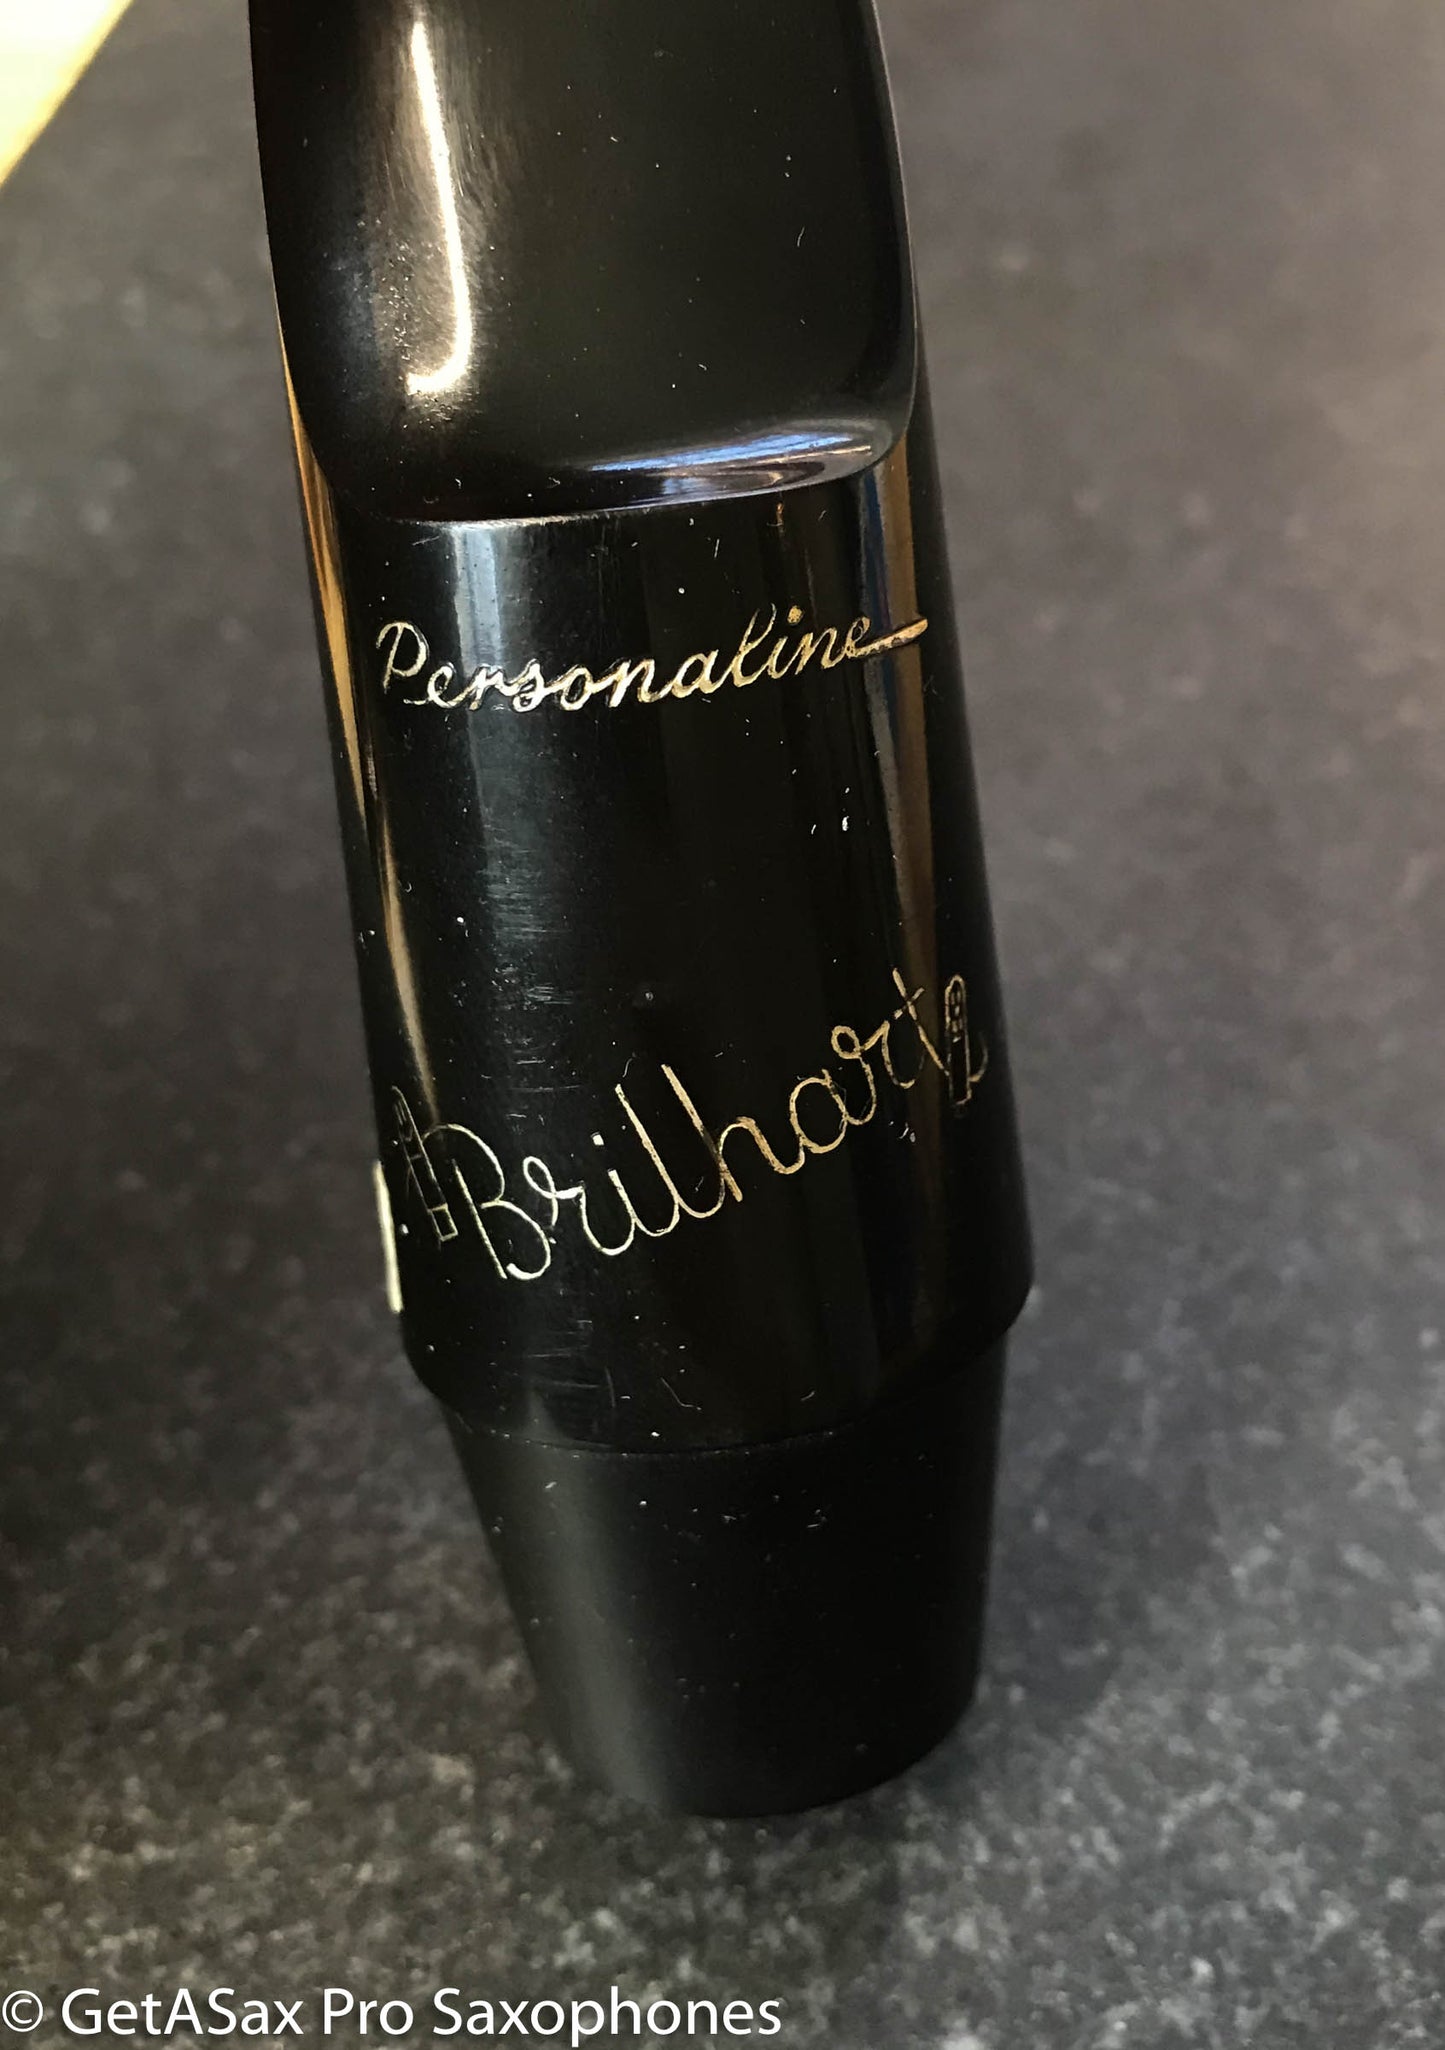 Personaline
Brilhart
© GetASax Pro Saxophones